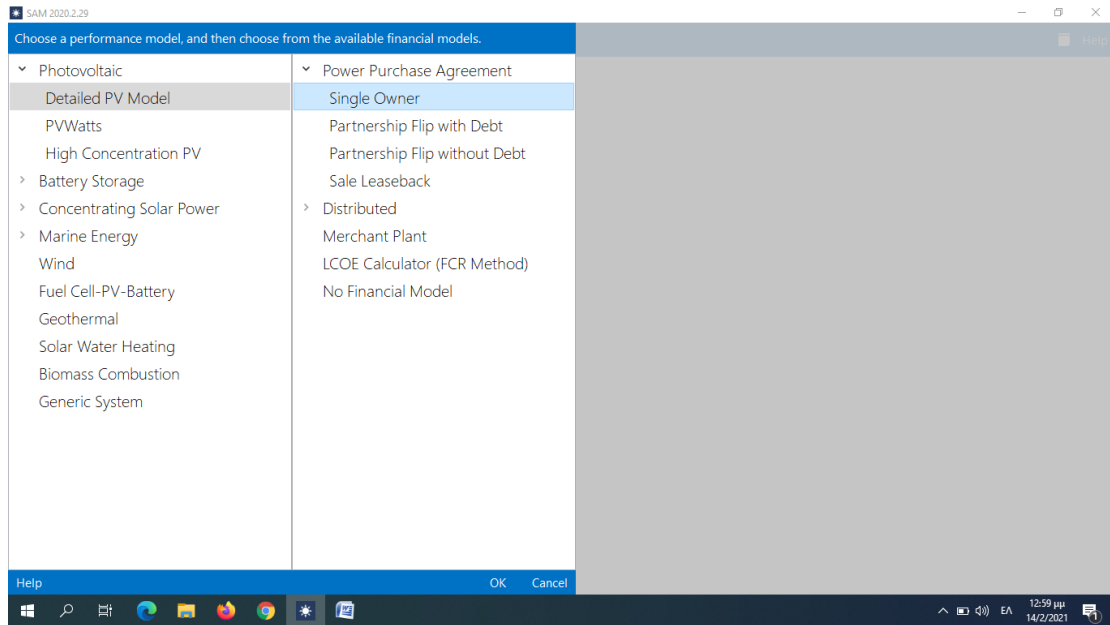 SAM 2020.2.29
Choose a performance model, and then choose from the available financial models.
Help
Photovoltaic
Detailed PV Model
PVWatts
High Concentration PV
Battery Storage
Concentrating Solar Power
Marine Energy
Wind
Fuel Cell-PV-Battery
Geothermal
Solar Water Heating
Biomass Combustion
Generic System
Power Purchase Agreement
Single Owner
Partnership Flip with Debt
Partnership Flip without Debt
Sale Leaseback
Distributed
Merchant Plant
LCOE Calculator (FCR Method)
No Financial Model
Help
OK
Cancel
ΕΛ
12:59 μμ
14/2/2021
1